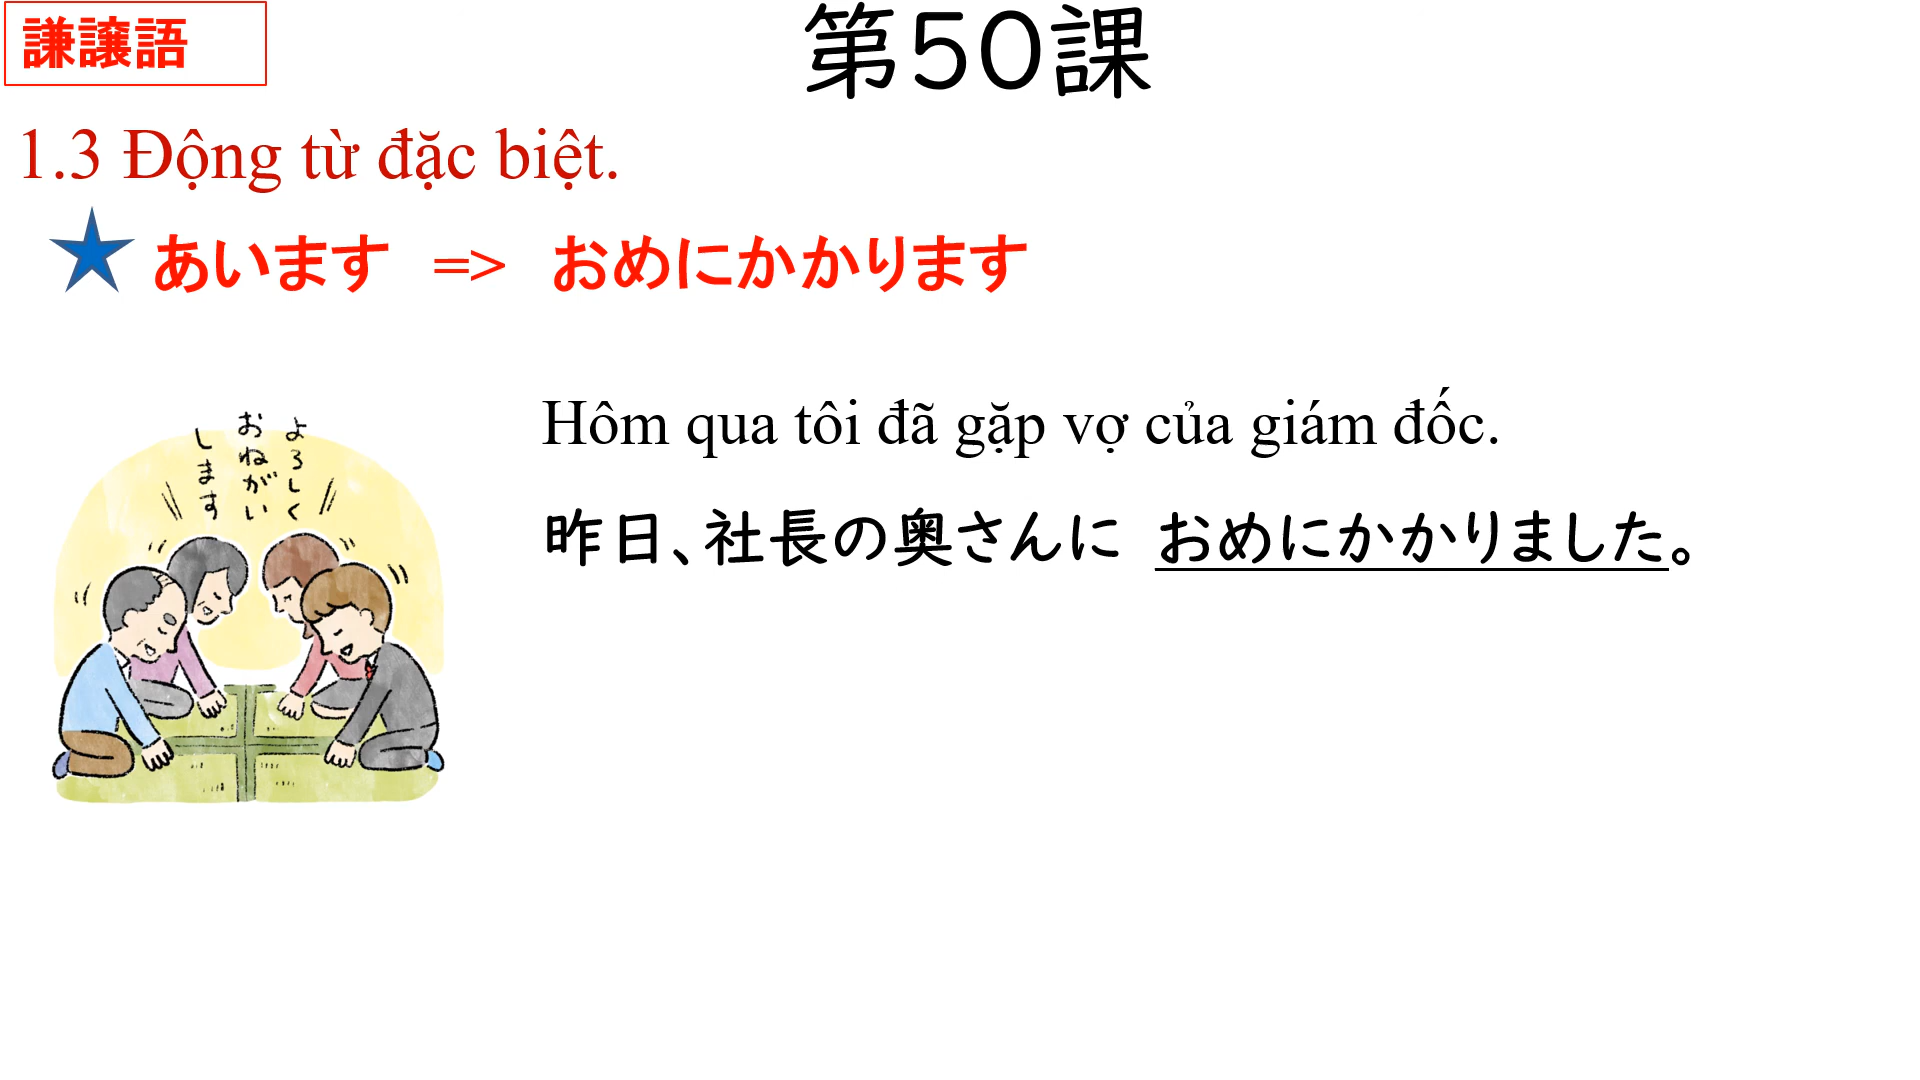 謙譲語
第50課
1.3 Động từ đặc biệt.
あいます => おめにかかります
Hôm qua tôi đã gặp vợ của giám đốc.
昨日、社長の奥さんに おめにかかりました。
よろしく
おねがい
します